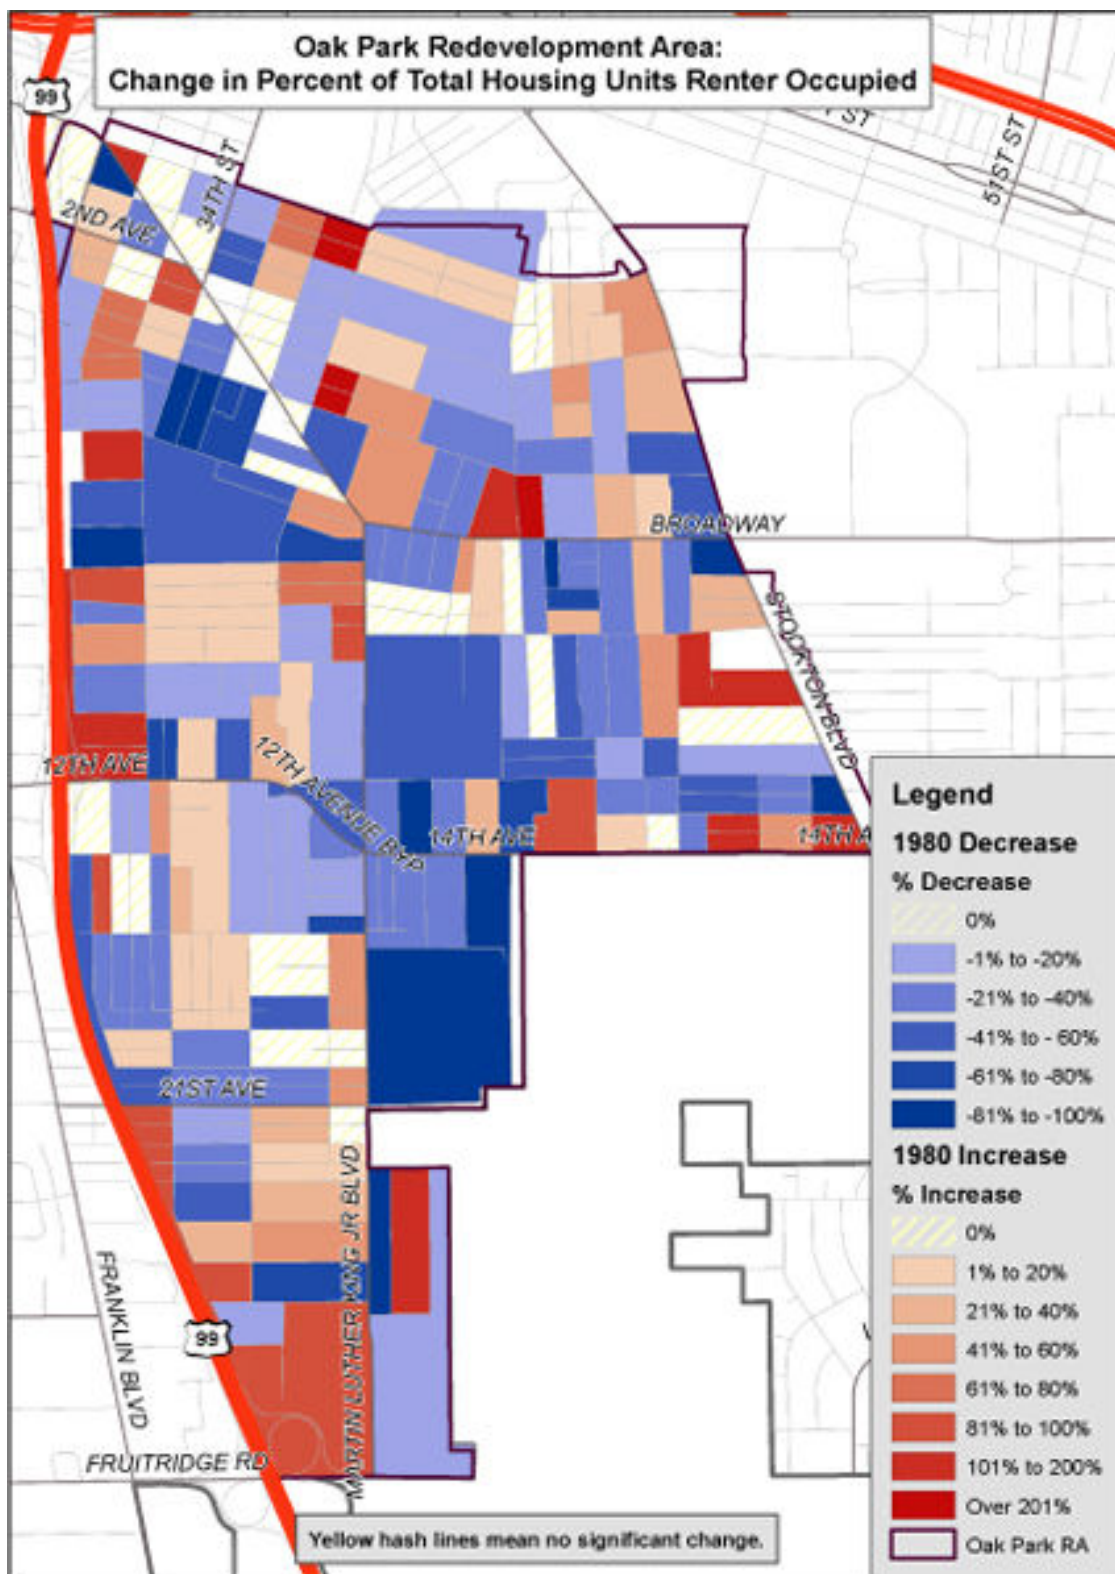 Oak Park Redevelopment Area:
Change in Percent of Total Housing Units Renter Occupied
99
ST
51ST ST
34TH ST
2ND AVE
BROADWAY
STOCKTON BLVD
12TH AVE
12TH AVENUE BYP
14TH AVE
14TH A
21ST AVE
MARTIN LUTHER KING JR BLVD
FRANKLIN BLVD
99
FRUITRIDGE RD
Yellow hash lines mean no significant change.
Legend
1980 Decrease
% Decrease
0%
-1% to -20%
-21% to -40%
-41% to - 60%
-61% to -80%
-81% to -100%
1980 Increase
% Increase
0%
1% to 20%
21% to 40%
41% to 60%
61% to 80%
81% to 100%
101% to 200%
Over 201%
Oak Park RA